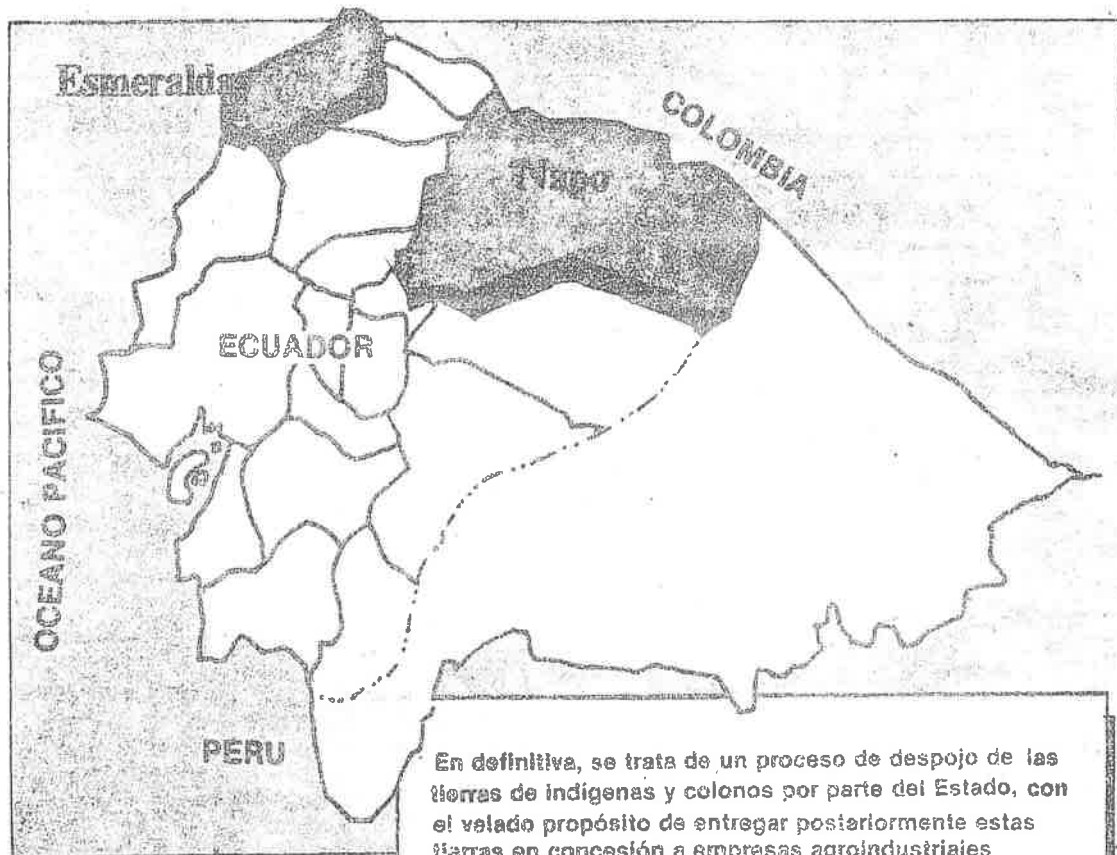 Esmeraldas
COLOMBIA
Napo
ECUADOR
OCEANO PACIFICO
PERU
En definitiva, se trata de un proceso de despojo de las
tierras de indígenas y colonos por parte del Estado, con
el velado propósito de entregar posteriormente estas
tierras en concesión a empresas agroindustriales